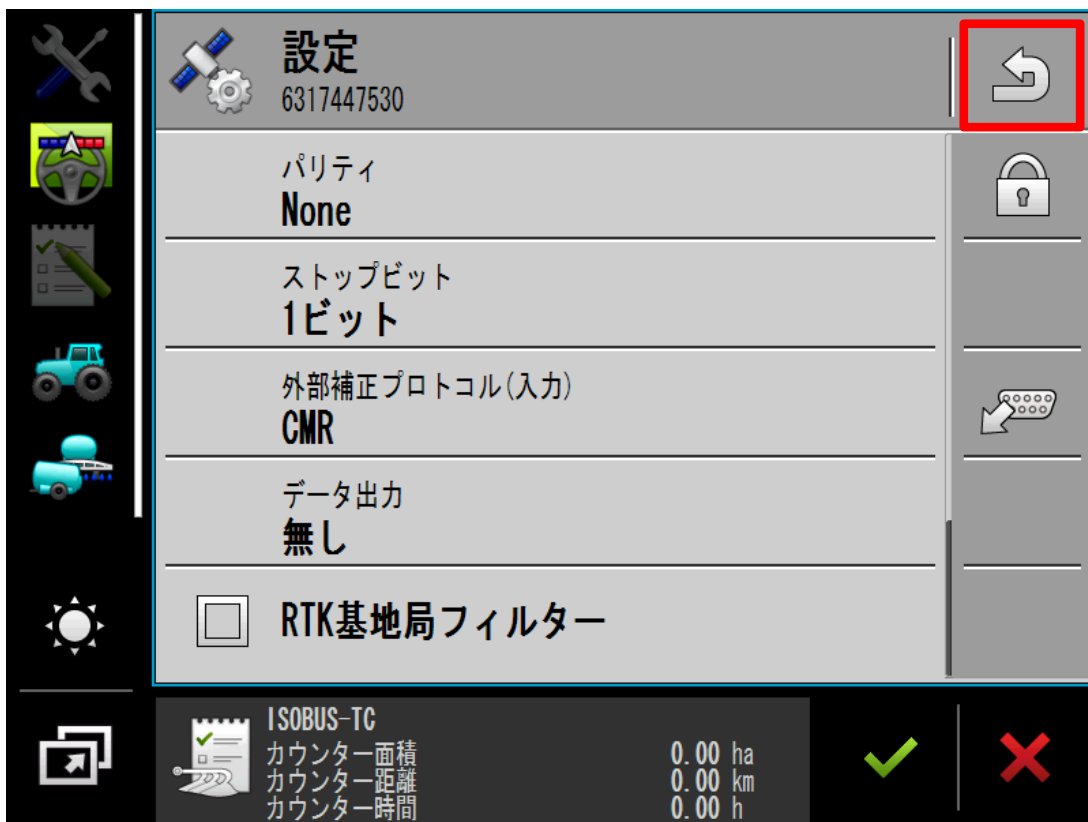 設定
6317447530
パリティ
None
ストップビット
1ビット
外部補正プロトコル(入力)
CMR
データ出力
無し
RTK基地局フィルター
ISOBUS-TC
カウンター面積 0.00 ha
カウンター距離 0.00 km
カウンター時間 0.00 h